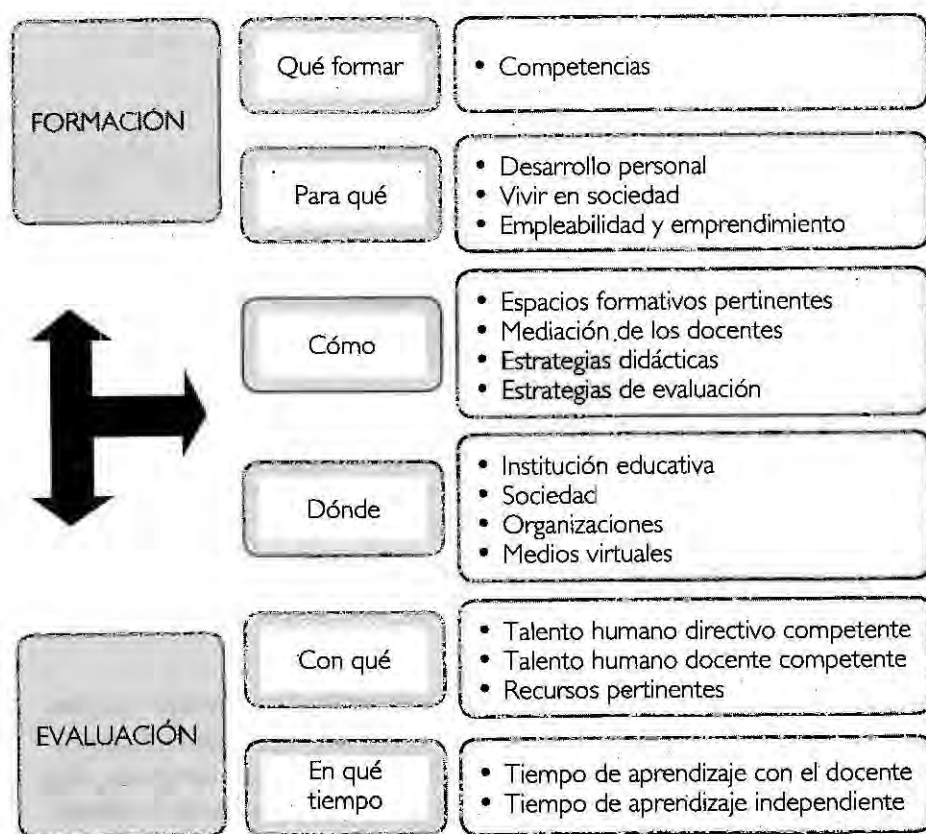 FORMACIÓN
Qué formar
• Competencias
Para qué
• Desarrollo personal
• Vivir en sociedad
• Empleabilidad y emprendimiento
Cómo
• Espacios formativos pertinentes
• Mediación de los docentes
• Estrategias didácticas
• Estrategias de evaluación
Dónde
• Institución educativa
• Sociedad
• Organizaciones
• Medios virtuales
EVALUACIÓN
Con qué
• Talento humano directivo competente
• Talento humano docente competente
• Recursos pertinentes
En qué
tiempo
• Tiempo de aprendizaje con el docente
• Tiempo de aprendizaje independiente